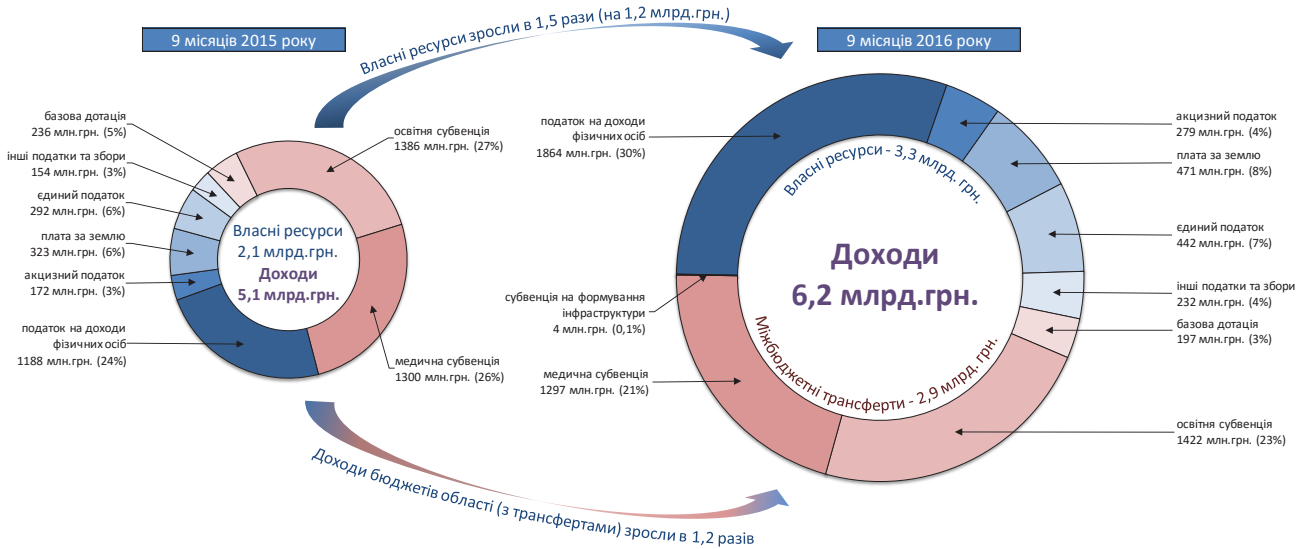 9 місяців 2015 року
Власні ресурси зросли в 1,5 рази (на 1,2 млрд.грн.)
9 місяців 2016 року
базова дотація
236 млн.грн. (5%)
інші податки та збори
154 млн.грн. (3%)
єдиний податок
292 млн.грн. (6%)
плата за землю
323 млн.грн. (6%)
акцизний податок
172 млн.грн. (3%)
податок на доходи
фізичних осіб
1188 млн.грн. (24%)
освітня субвенція
1386 млн.грн. (27%)
медична субвенція
1300 млн.грн. (26%)
Власні ресурси
2,1 млрд.грн.
Доходи
5,1 млрд.грн.
податок на доходи
фізичних осіб
1864 млн.грн. (30%)
субвенція на формування
інфраструктури
4 млн.грн. (0,1%)
медична субвенція
1297 млн.грн. (21%)
Власні ресурси - 3,3 млрд. грн.
Доходи
6,2 млрд.грн.
Міжбюджетні трансферти - 2,9 млрд. грн.
акцизний податок
279 млн.грн. (4%)
плата за землю
471 млн.грн. (8%)
єдиний податок
442 млн.грн. (7%)
інші податки та збори
232 млн.грн. (4%)
базова дотація
197 млн.грн. (3%)
освітня субвенція
1422 млн.грн. (23%)
Доходи бюджетів області (з трансфертами) зросли в 1,2 разів